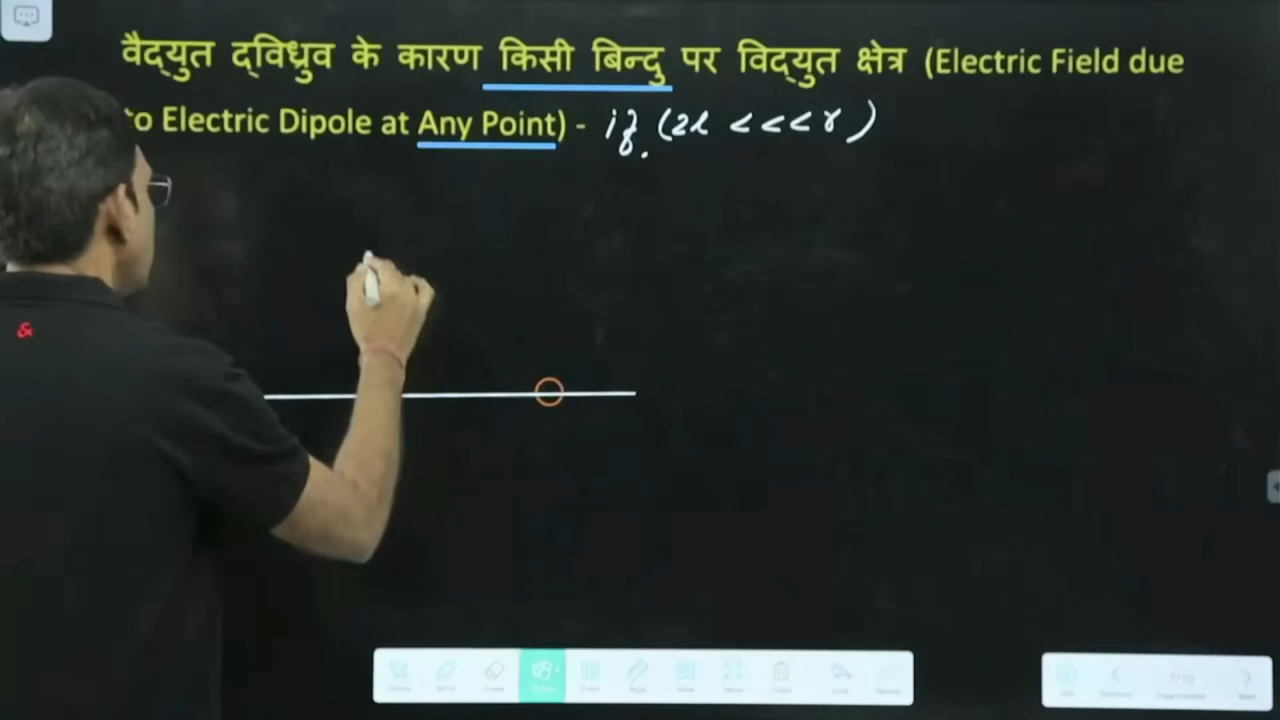 वैद्युत द्विध्रुव के कारण किसी बिन्दु पर विद्युत क्षेत्र (Electric Field due
to Electric Dipole at Any Point) - if (2l <<< r)
&